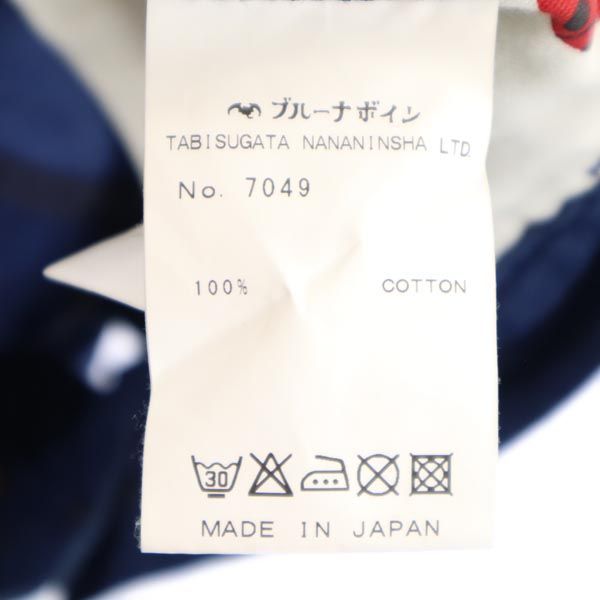 ブルーナボイン
TABISUGATA NANANINSHA LTD.
No. 7049
100% COTTON
30
MADE IN JAPAN